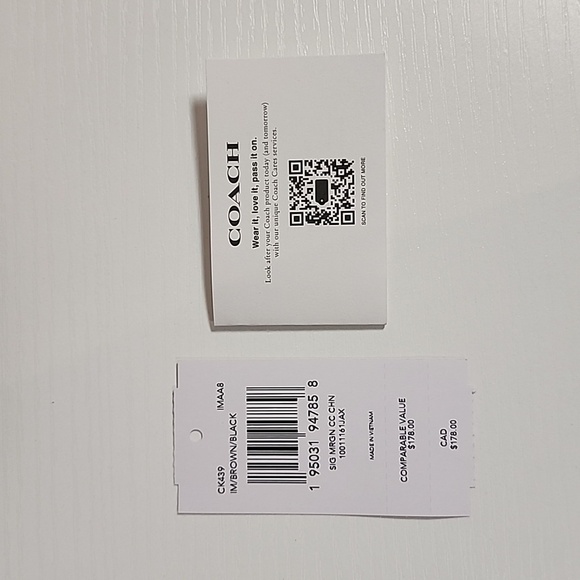 COACH
Wear it, love it, pass it on.
Look after your Coach product today (and tomorrow)
with our unique Coach Cares services.
SCAN TO FIND OUT MORE
CK439 IMAA8
IM/BROWN/BLACK
1 95031 94785 8
SIG MRGN CC CHN
10011161JAX
MADE IN VIETNAM
COMPARABLE VALUE
$178.00
CAD
$178.00